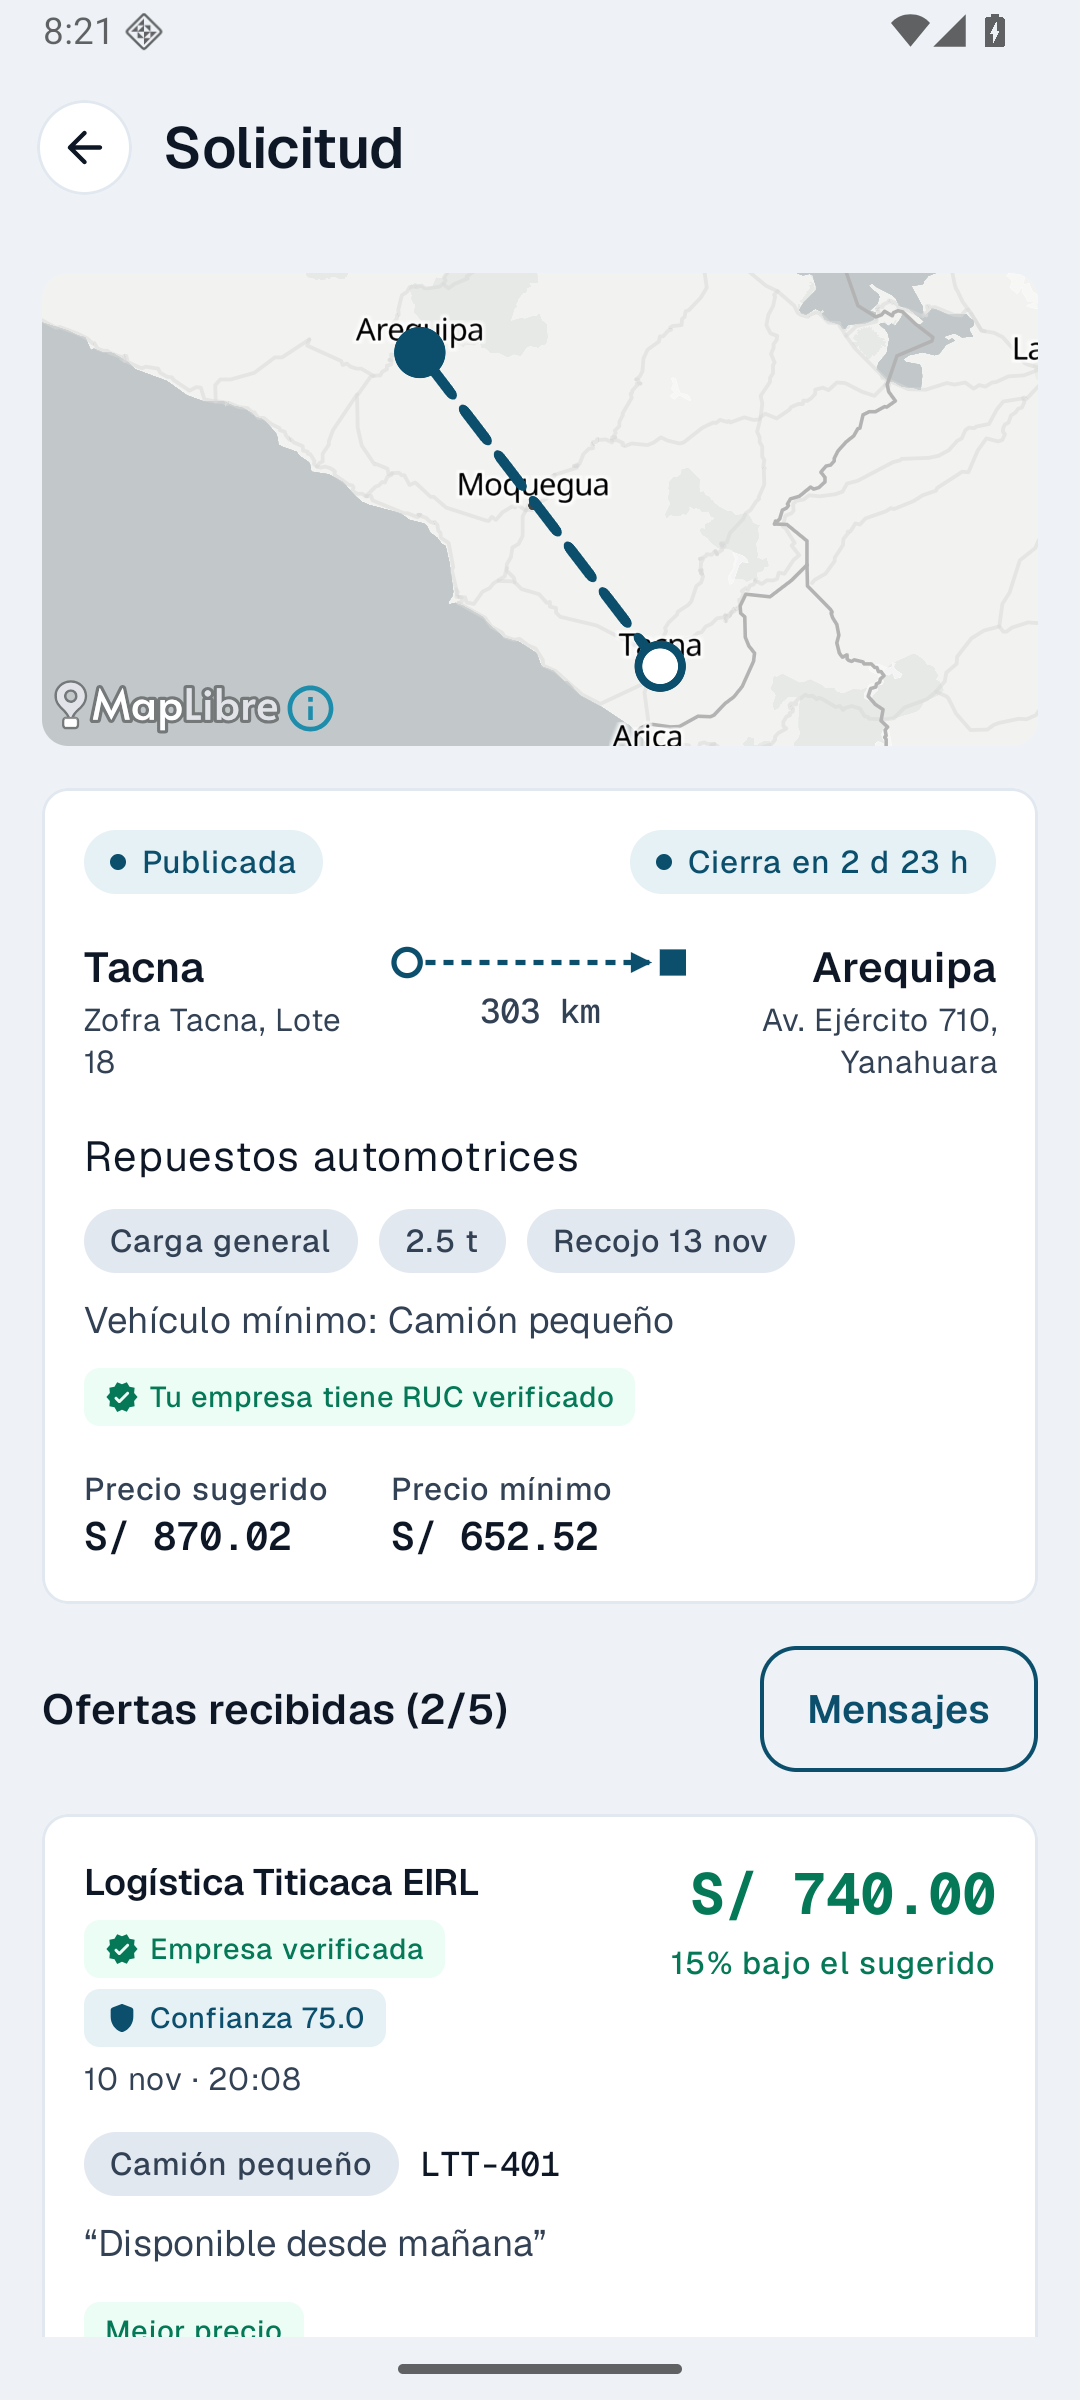 8:21
Solicitud
Arequipa
La
Moquegua
Tacna
MapLibre
Arica
Publicada
Cierra en 2 d 23 h
Tacna
Arequipa
303 km
Zofra Tacna, Lote
18
Av. Ejército 710,
Yanahuara
Repuestos automotrices
Carga general
2.5 t
Recojo 13 nov
Vehículo mínimo: Camión pequeño
Tu empresa tiene RUC verificado
Precio sugerido
S/ 870.02
Precio mínimo
S/ 652.52
Ofertas recibidas (2/5)
Mensajes
Logística Titicaca EIRL
S/ 740.00
Empresa verificada
15% bajo el sugerido
Confianza 75.0
10 nov · 20:08
Camión pequeño
LTT-401
“Disponible desde mañana”
Mejor precio